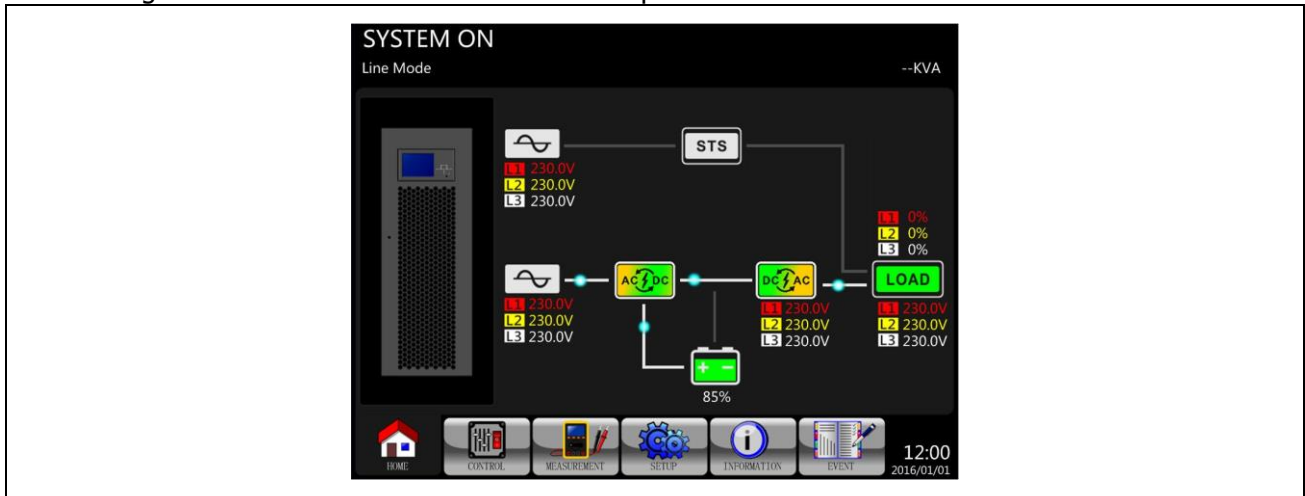 SYSTEM ON
Line Mode
--KVA
STS
L1 230.0V
L2 230.0V
L3 230.0V
L1 0%
L2 0%
L3 0%
AC DC
DC AC
LOAD
L1 230.0V
L2 230.0V
L3 230.0V
L1 230.0V
L2 230.0V
L3 230.0V
L1 230.0V
L2 230.0V
L3 230.0V
+ -
85%
HOME
CONTROL
MEASUREMENT
SETUP
INFORMATION
EVENT
12:00
2016/01/01